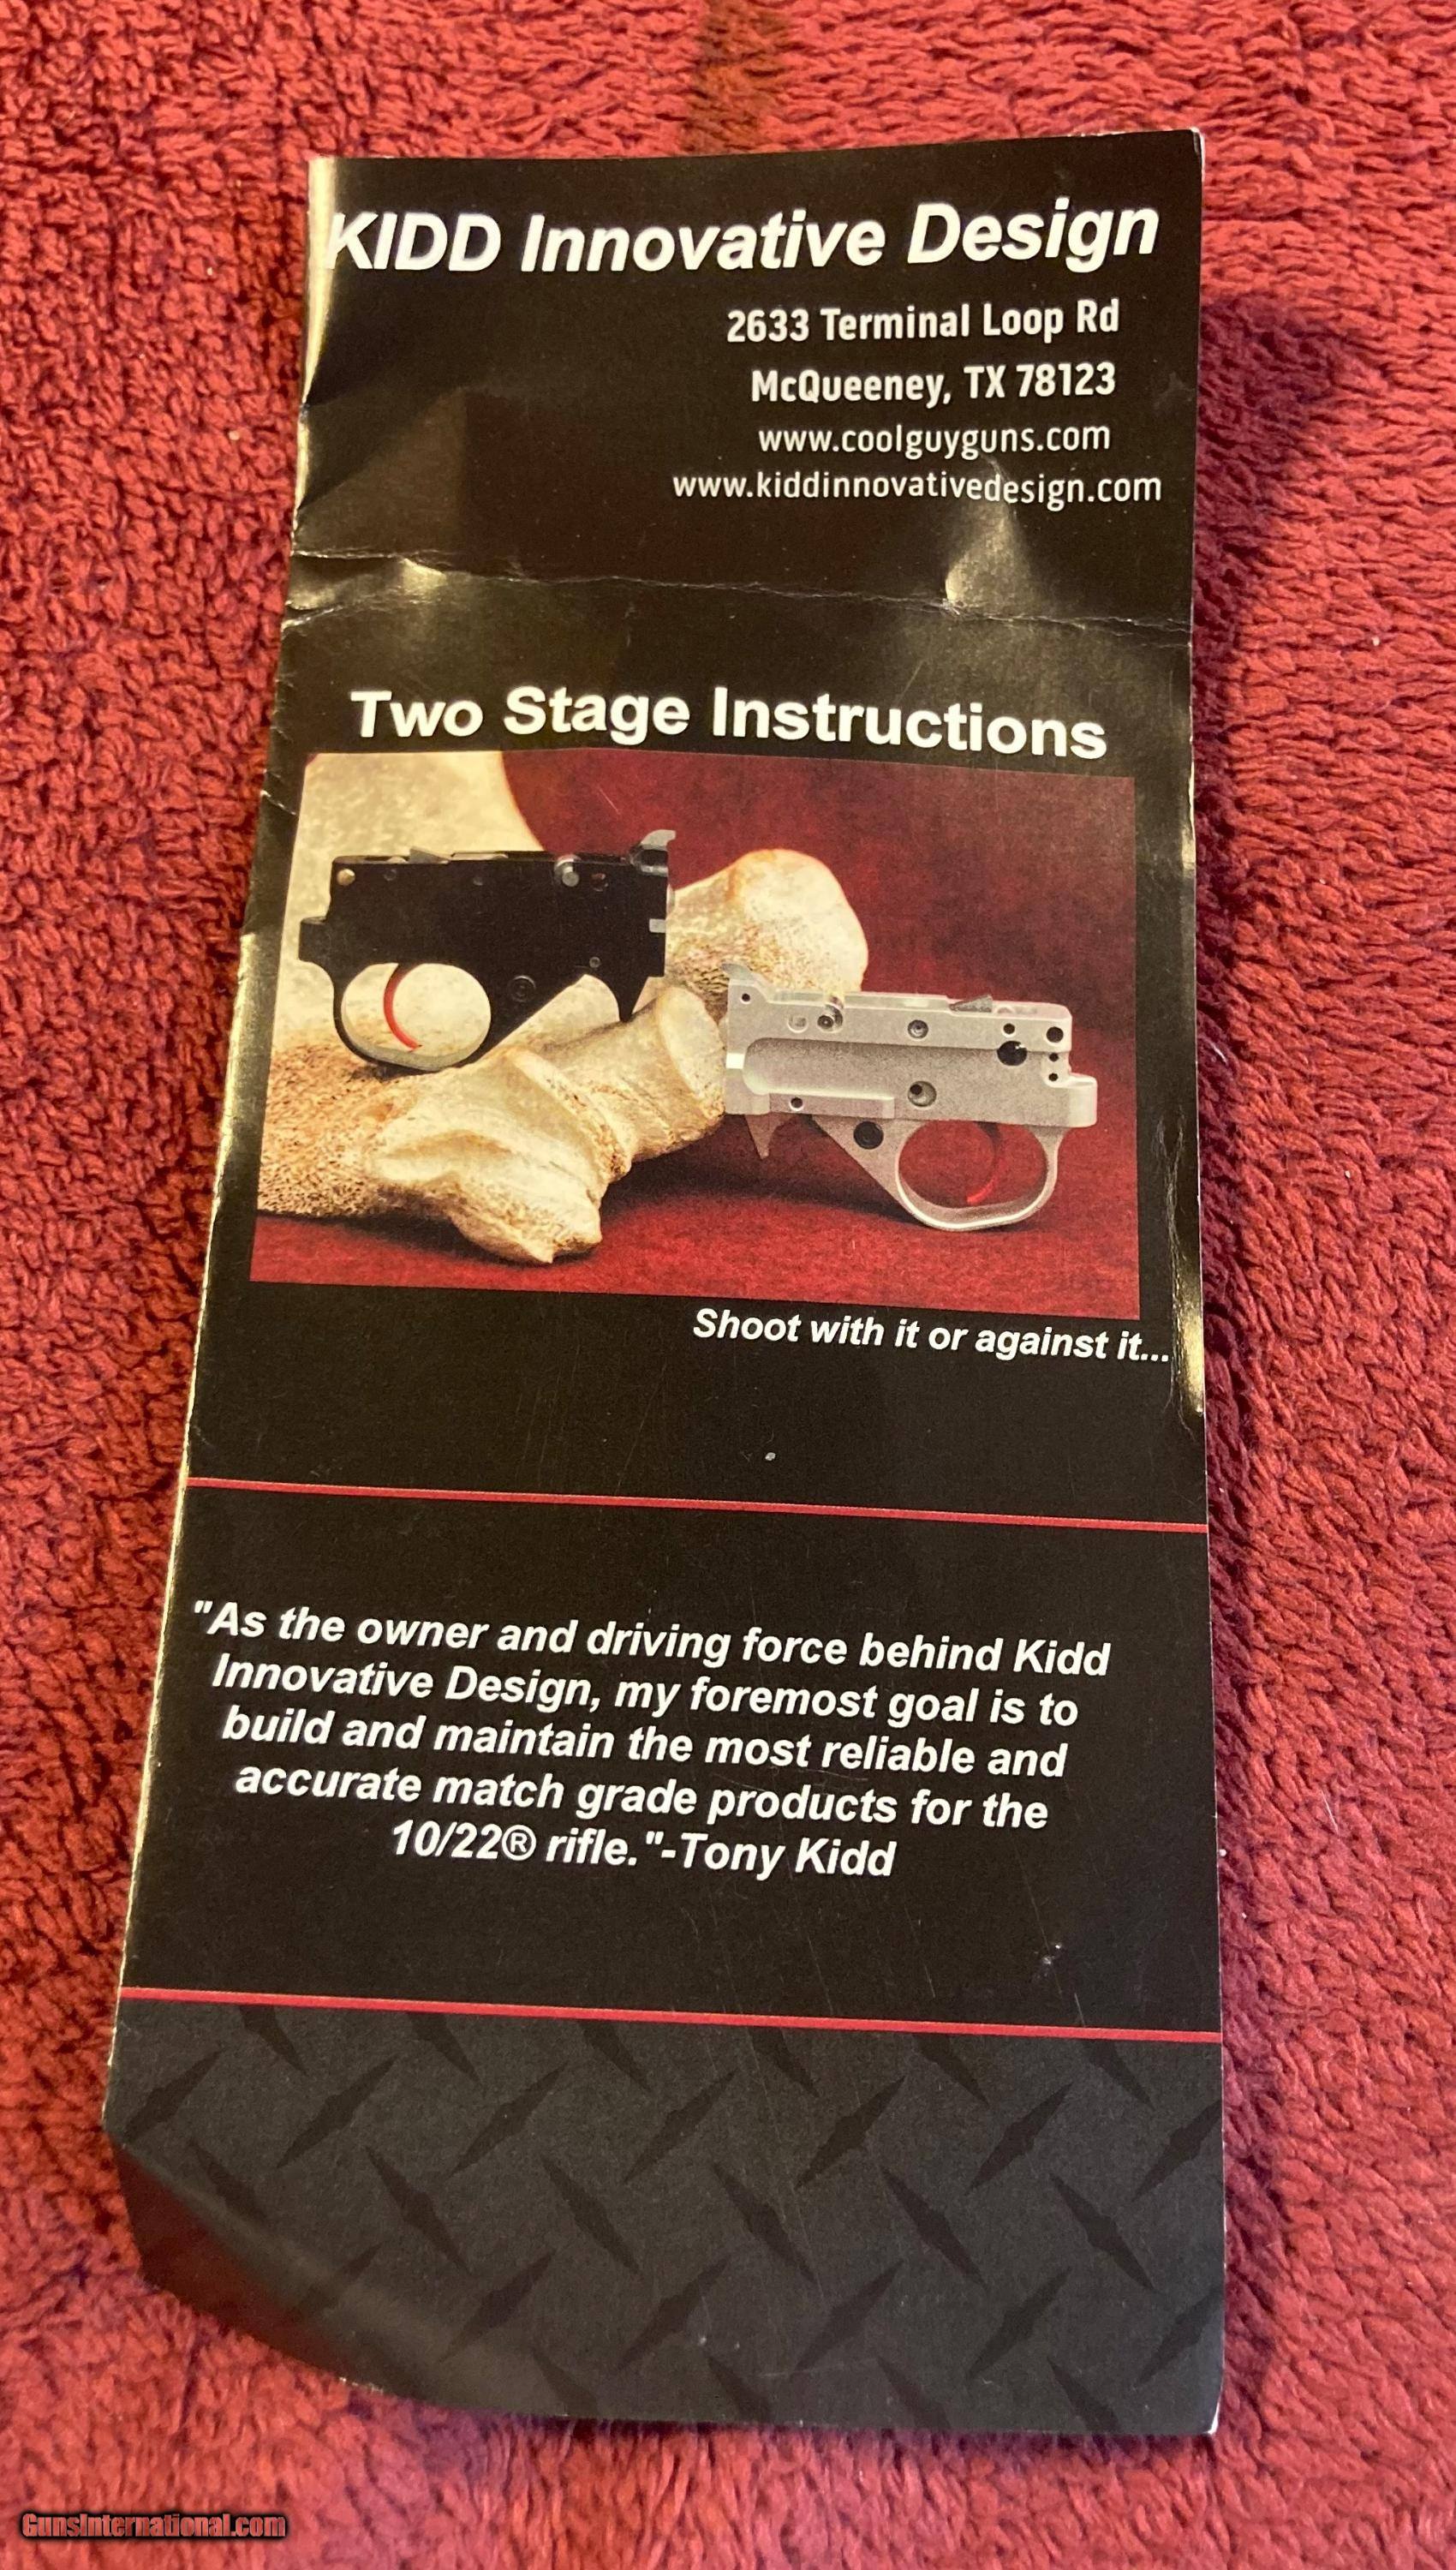 KIDD Innovative Design
2633 Terminal Loop Rd
McQueeney, TX 78123
www.coolguyguns.com
www.kiddinnovativedesign.com
Two Stage Instructions
Shoot with it or against it...
"As the owner and driving force behind Kidd
Innovative Design, my foremost goal is to
build and maintain the most reliable and
accurate match grade products for the
10/22® rifle."-Tony Kidd
GunsInternational.com